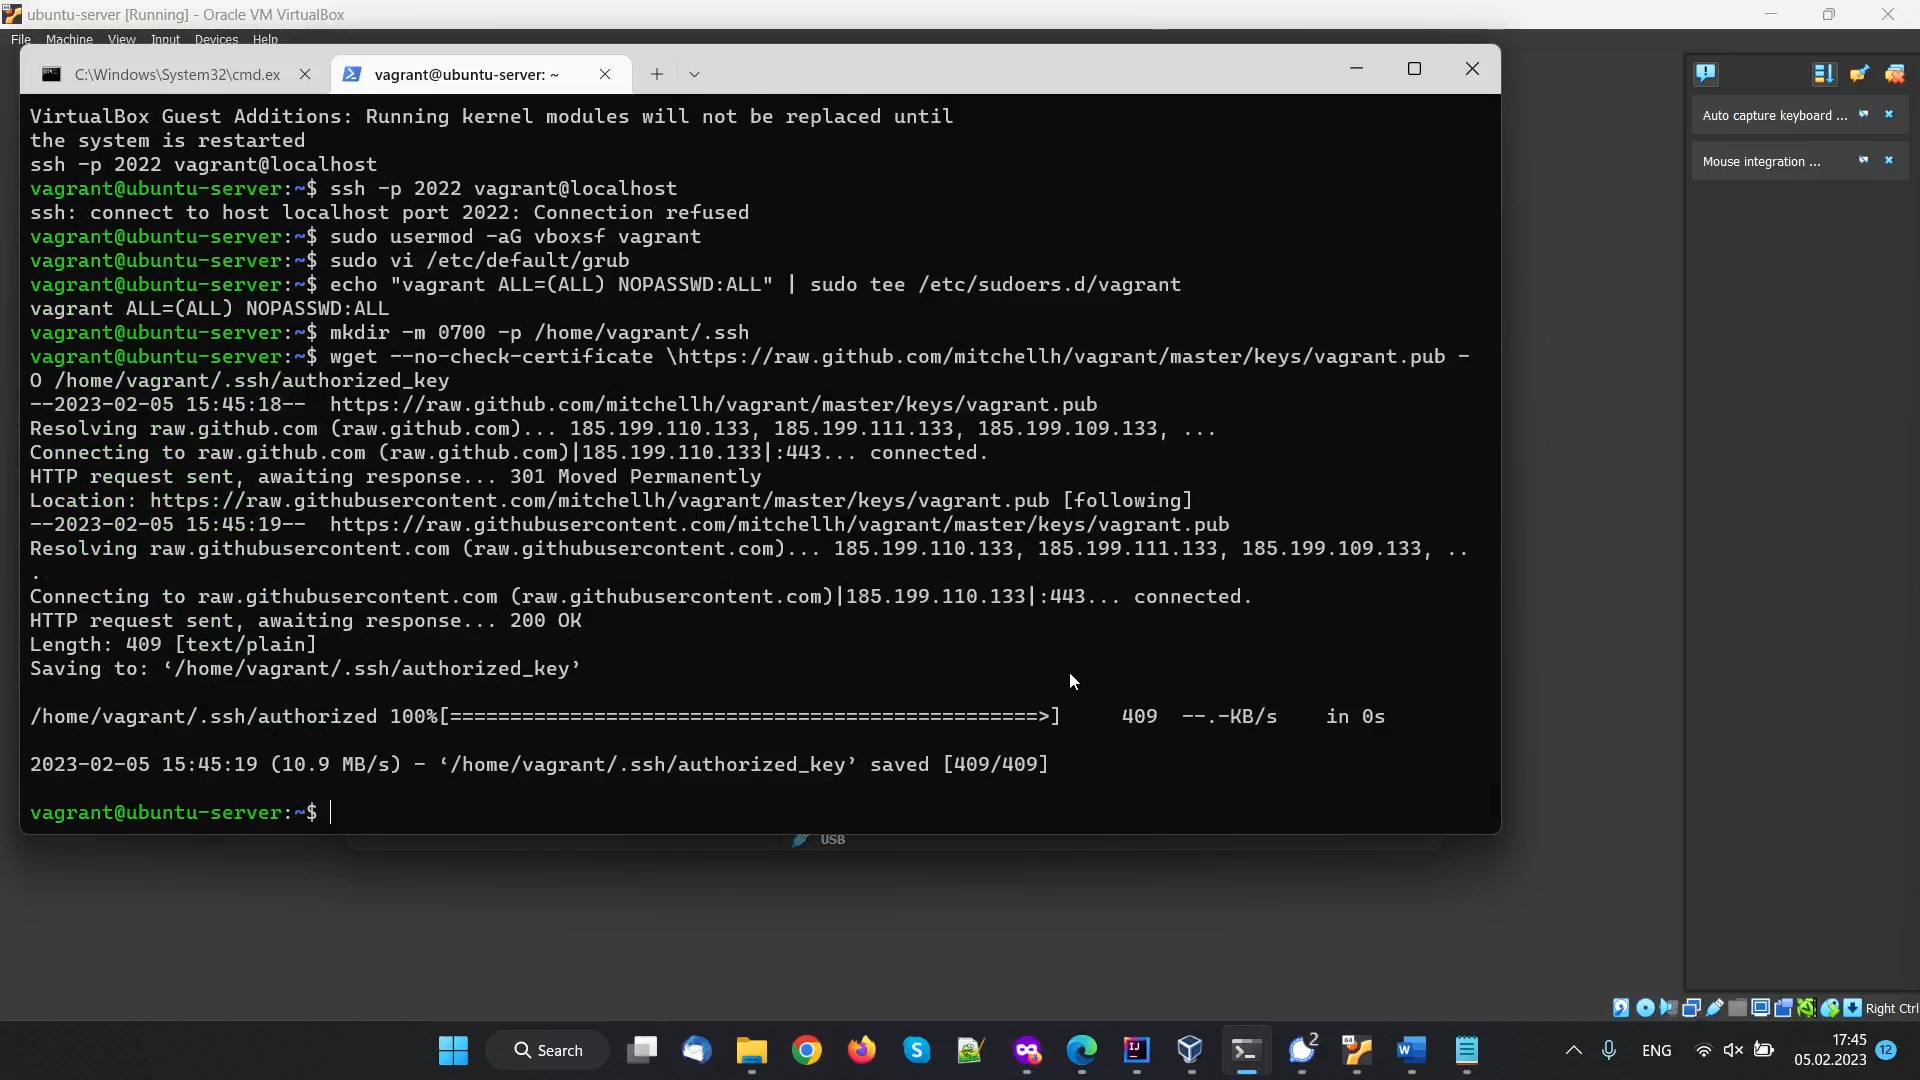 ubuntu-server [Running] - Oracle VM VirtualBox
File Machine View Input Devices Help
C:\Windows\System32\cmd.ex
vagrant@ubuntu-server: ~
VirtualBox Guest Additions: Running kernel modules will not be replaced until
the system is restarted
ssh -p 2022 vagrant@localhost
vagrant@ubuntu-server:~$ ssh -p 2022 vagrant@localhost
ssh: connect to host localhost port 2022: Connection refused
vagrant@ubuntu-server:~$ sudo usermod -aG vboxsf vagrant
vagrant@ubuntu-server:~$ sudo vi /etc/default/grub
vagrant@ubuntu-server:~$ echo "vagrant ALL=(ALL) NOPASSWD:ALL" | sudo tee /etc/sudoers.d/vagrant
vagrant ALL=(ALL) NOPASSWD:ALL
vagrant@ubuntu-server:~$ mkdir -m 0700 -p /home/vagrant/.ssh
vagrant@ubuntu-server:~$ wget --no-check-certificate \https://raw.github.com/mitchellh/vagrant/master/keys/vagrant.pub -
O /home/vagrant/.ssh/authorized_key
--2023-02-05 15:45:18--  https://raw.github.com/mitchellh/vagrant/master/keys/vagrant.pub
Resolving raw.github.com (raw.github.com)... 185.199.110.133, 185.199.111.133, 185.199.109.133, ...
Connecting to raw.github.com (raw.github.com)|185.199.110.133|:443... connected.
HTTP request sent, awaiting response... 301 Moved Permanently
Location: https://raw.githubusercontent.com/mitchellh/vagrant/master/keys/vagrant.pub [following]
--2023-02-05 15:45:19--  https://raw.githubusercontent.com/mitchellh/vagrant/master/keys/vagrant.pub
Resolving raw.githubusercontent.com (raw.githubusercontent.com)... 185.199.110.133, 185.199.111.133, 185.199.109.133, ..
.
Connecting to raw.githubusercontent.com (raw.githubusercontent.com)|185.199.110.133|:443... connected.
HTTP request sent, awaiting response... 200 OK
Length: 409 [text/plain]
Saving to: ‘/home/vagrant/.ssh/authorized_key’
/home/vagrant/.ssh/authorized 100%[=================================================>]     409  --.-KB/s    in 0s
2023-02-05 15:45:19 (10.9 MB/s) - ‘/home/vagrant/.ssh/authorized_key’ saved [409/409]
vagrant@ubuntu-server:~$
Auto capture keyboard ...
Mouse integration ...
USB
Right Ctrl
Search
2
ENG
17:45
05.02.2023
12